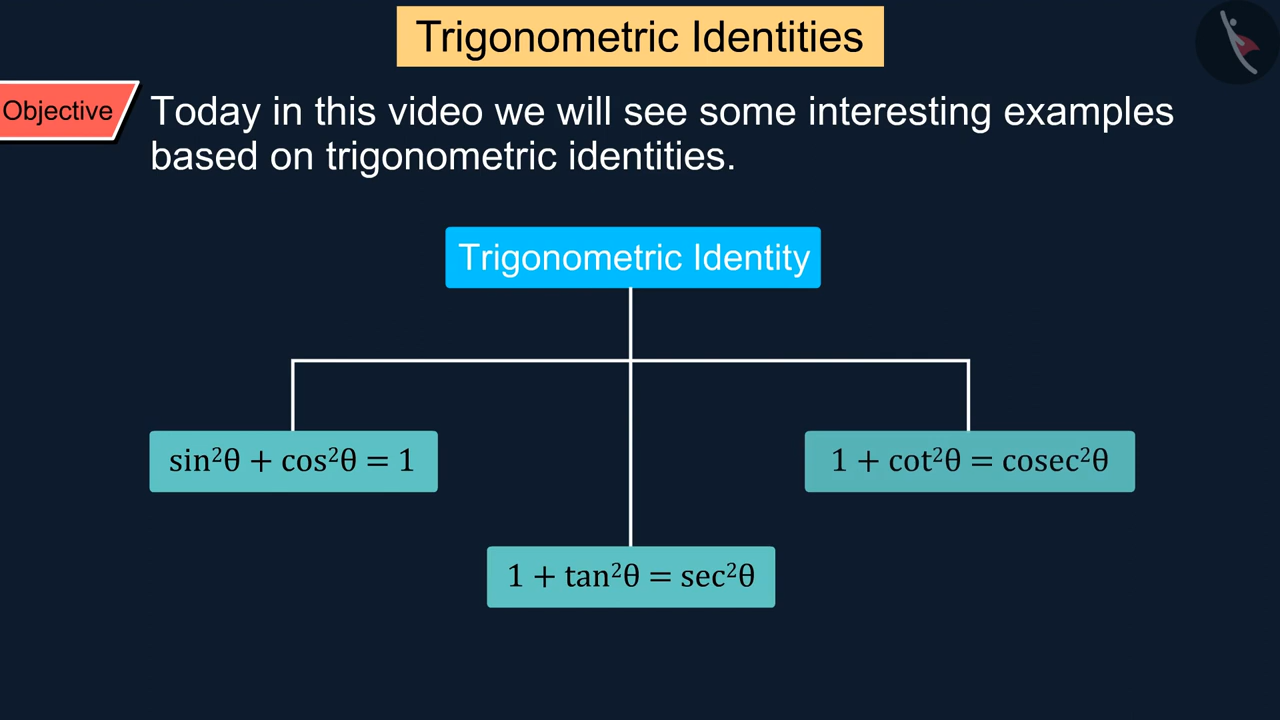 Trigonometric Identities
Objective
Today in this video we will see some interesting examples
based on trigonometric identities.
Trigonometric Identity
sin²θ + cos²θ = 1
1 + cot²θ = cosec²θ
1 + tan²θ = sec²θ